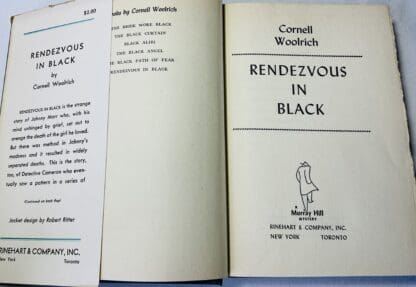 $2.00
RENDEZVOUS
IN BLACK
by
Cornell Woolrich
RENDEZVOUS IN BLACK is the strange
story of Johnny Marr who, with his
mind unhinged by grief, set out to
avenge the death of the girl he loved.
But there was method in Johnny's
madness and it resulted in widely
separated deaths. This is the story,
too, of Detective Cameron who even-
tually saw a pattern in a series of
(Continued on back flap)
Jacket design by Robert Ritter
RINEHART & COMPANY, INC.
New York Toronto
by Cornell Woolrich
THE BRIDE WORE BLACK
THE BLACK CURTAIN
BLACK ALIBI
THE BLACK ANGEL
THE BLACK PATH OF FEAR
RENDEZVOUS IN BLACK
Cornell
Woolrich
RENDEZVOUS
IN
BLACK
A
Murray Hill
MYSTERY
RINEHART & COMPANY, INC.
NEW YORK TORONTO